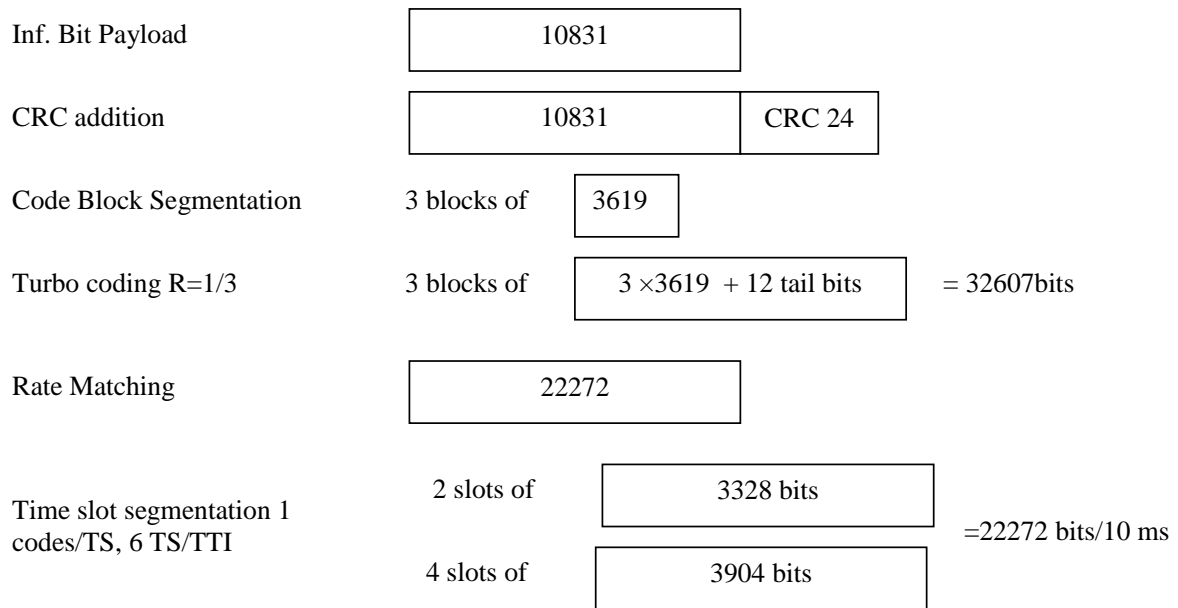 Inf. Bit Payload
10831
CRC addition
10831
CRC 24
Code Block Segmentation
3 blocks of
3619
Turbo coding R=1/3
3 blocks of
3 ×3619 + 12 tail bits
= 32607bits
Rate Matching
22272
Time slot segmentation 1
codes/TS, 6 TS/TTI
2 slots of
3328 bits
=22272 bits/10 ms
4 slots of
3904 bits